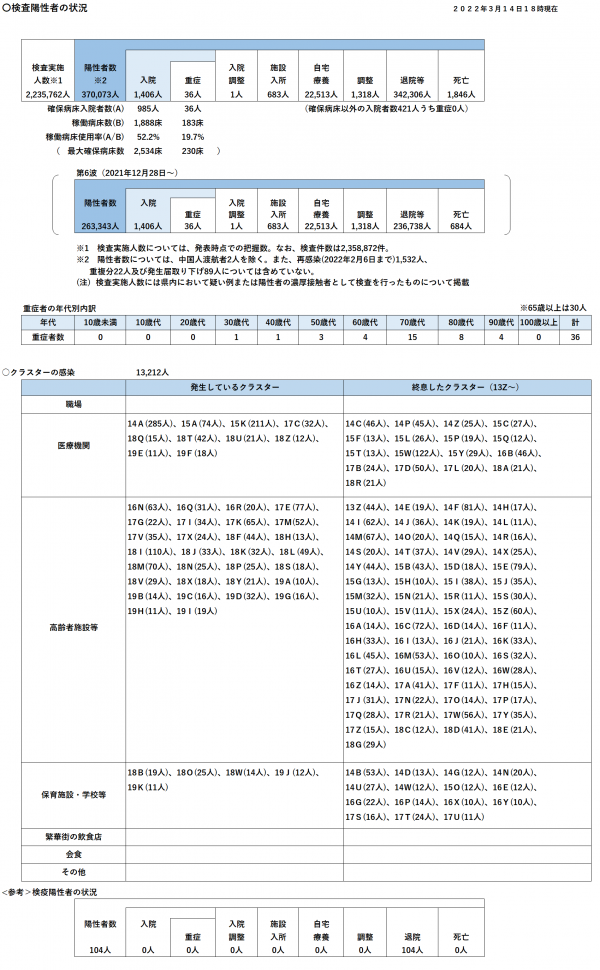 〇検査陽性者の状況
2022年3月14日18時現在
検査実施人数※1 陽性者数※2 入院 重症 入院調整 施設入所 自宅療養 調整 退院等 死亡
2,235,762人 370,073人 1,406人 36人 1人 683人 22,513人 1,318人 342,306人 1,846人
確保病床入院者数(A) 985人 36人 (確保病床以外の入院者数421人うち重症0人)
稼働病床数(B) 1,888床 183床
稼働病床使用率(A/B) 52.2% 19.7%
( 最大確保病床数 2,534床 230床 )
第6波(2021年12月28日~)
陽性者数 入院 重症 入院調整 施設入所 自宅療養 調整 退院等 死亡
263,343人 1,406人 36人 1人 683人 22,513人 1,318人 236,738人 684人
※1 検査実施人数については、発表時点での把握数。なお、検査件数は2,358,872件。
※2 陽性者数については、中国人渡航者2人を除く。また、再感染(2022年2月6日まで)1,532人、
重複分22人及び発生届取り下げ89人については含めていない。
(注)検査実施人数には県内において疑い例または陽性者の濃厚接触者として検査を行ったものについて掲載
重症者の年代別内訳 ※65歳以上は30人
年代 10歳未満 10歳代 20歳代 30歳代 40歳代 50歳代 60歳代 70歳代 80歳代 90歳代 100歳以上 計
重症者数 0 0 0 1 1 3 4 15 8 4 0 36
〇クラスターの感染 13,212人
発生しているクラスター 終息したクラスター(13Z~)
職場
医療機関
14A(285人)、15A(74人)、15K(211人)、17C(32人)、
18Q(15人)、18T(42人)、18U(21人)、18Z(12人)、
19E(11人)、19F(18人)
14C(46人)、14P(45人)、14Z(25人)、15C(27人)、
15F(13人)、15L(26人)、15P(19人)、15Q(12人)、
15T(13人)、15W(122人)、15Y(29人)、16B(46人)、
17B(24人)、17D(50人)、17L(20人)、18A(21人)、
18R(21人)
高齢者施設等
16N(63人)、16Q(31人)、16R(20人)、17E(77人)、
17G(22人)、17I(34人)、17K(65人)、17M(52人)、
17V(35人)、17X(24人)、18F(44人)、18H(13人)、
18I(110人)、18J(33人)、18K(32人)、18L(49人)、
18M(70人)、18N(25人)、18P(25人)、18S(18人)、
18V(29人)、18X(18人)、18Y(21人)、19A(10人)、
19B(14人)、19C(16人)、19D(32人)、19G(16人)、
19H(11人)、19I(19人)
13Z(44人)、14E(19人)、14F(81人)、14H(17人)、
14I(62人)、14J(36人)、14K(19人)、14L(11人)、
14M(67人)、14O(20人)、14Q(15人)、14R(16人)、
14S(20人)、14T(37人)、14V(29人)、14X(25人)、
14Y(44人)、15B(43人)、15D(18人)、15E(79人)、
15G(13人)、15H(10人)、15I(38人)、15J(35人)、
15M(32人)、15N(21人)、15R(11人)、15S(30人)、
15U(10人)、15V(11人)、15X(24人)、15Z(60人)、
16A(14人)、16C(72人)、16D(14人)、16F(11人)、
16H(33人)、16I(13人)、16J(21人)、16K(33人)、
16L(45人)、16M(53人)、16O(10人)、16S(32人)、
16T(27人)、16U(15人)、16V(12人)、16W(28人)、
16Z(14人)、17A(41人)、17F(11人)、17H(15人)、
17J(31人)、17N(22人)、17O(14人)、17P(17人)、
17Q(28人)、17R(21人)、17W(56人)、17Y(35人)、
17Z(15人)、18C(12人)、18D(41人)、18E(21人)、
18G(29人)
保育施設・学校等
18B(19人)、18O(25人)、18W(14人)、19J(12人)、
19K(11人)
14B(53人)、14D(13人)、14G(12人)、14N(20人)、
14U(27人)、14W(12人)、15O(12人)、16E(12人)、
16G(22人)、16P(14人)、16X(10人)、16Y(10人)、
17S(16人)、17T(24人)、17U(11人)
繁華街の飲食店
会食
その他
<参考>検疫陽性者の状況
陽性者数 入院 重症 入院調整 施設入所 自宅療養 調整 退院 死亡
104人 0人 0人 0人 0人 0人 0人 104人 0人